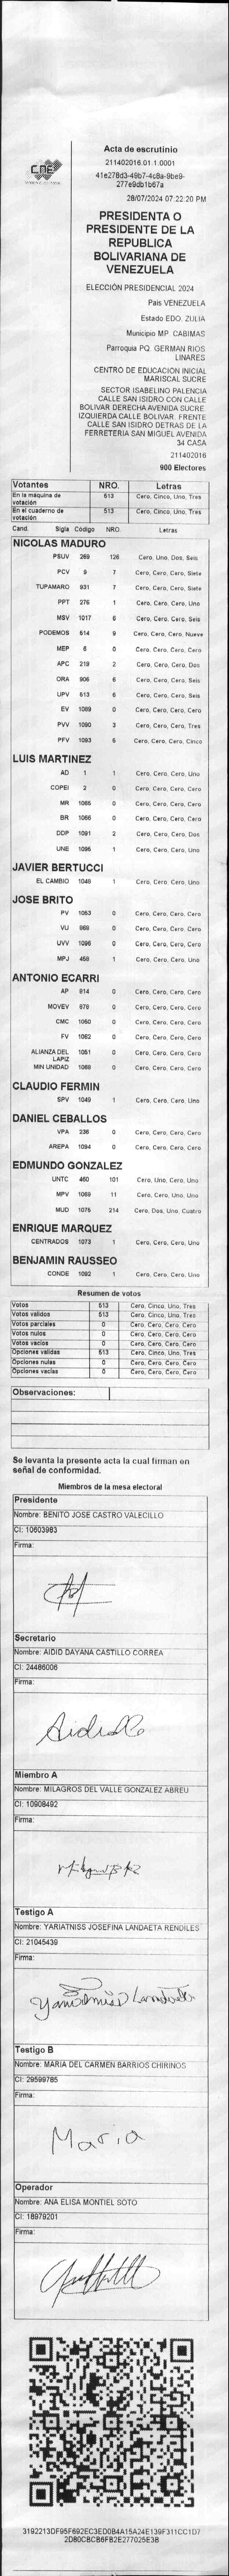 CNE
Acta de escrutinio
211402016.01.1.0001
41e278d3-49b7-4c8a-9be9-
277e9db1b67a
28/07/2024 07:22:20 PM
PRESIDENTA O
PRESIDENTE DE LA
REPUBLICA
BOLIVARIANA DE
VENEZUELA
ELECCIÓN PRESIDENCIAL 2024
Pais VENEZUELA
Estado EDO. ZULIA
Municipio MP. CABIMAS
Parroquia PQ. GERMAN RIOS
LINARES
CENTRO DE EDUCACION INICIAL
MARISCAL SUCRE
SECTOR ISABELINO PALENCIA
CALLE SAN ISIDRO CON CALLE
BOLIVAR DERECHA AVENIDA SUCRE.
IZQUIERDA CALLE BOLIVAR. FRENTE
CALLE SAN ISIDRO DETRAS DE LA
FERRETERIA SAN MIGUEL AVENIDA
34 CASA
211402016
900 Electores
Votantes NRO. Letras
En la máquina de
votación 513 Cero, Cinco, Uno, Tres
En el cuaderno de
votación 513 Cero, Cinco, Uno, Tres
Cand. Sigla Código NRO. Letras
NICOLAS MADURO
PSUV 269 126 Cero, Uno, Dos, Seis
PCV 9 7 Cero, Cero, Cero, Siete
TUPAMARO 931 7 Cero, Cero, Cero, Siete
PPT 276 1 Cero, Cero, Cero, Uno
MSV 1017 6 Cero, Cero, Cero, Seis
PODEMOS 514 9 Cero, Cero, Cero, Nueve
MEP 6 0 Cero, Cero, Cero, Cero
APC 219 2 Cero, Cero, Cero, Dos
ORA 906 6 Cero, Cero, Cero, Seis
UPV 613 6 Cero, Cero, Cero, Seis
EV 1089 0 Cero, Cero, Cero, Cero
PVV 1090 3 Cero, Cero, Cero, Tres
PFV 1093 5 Cero, Cero, Cero, Cinco
LUIS MARTINEZ
AD 1 1 Cero, Cero, Cero, Uno
COPEI 2 0 Cero, Cero, Cero, Cero
MR 1065 0 Cero, Cero, Cero, Cero
BR 1066 0 Cero, Cero, Cero, Cero
DDP 1091 2 Cero, Cero, Cero, Dos
UNE 1095 1 Cero, Cero, Cero, Uno
JAVIER BERTUCCI
EL CAMBIO 1048 1 Cero, Cero, Cero, Uno
JOSE BRITO
PV 1053 0 Cero, Cero, Cero, Cero
VU 868 0 Cero, Cero, Cero, Cero
UVV 1096 0 Cero, Cero, Cero, Cero
MPJ 458 1 Cero, Cero, Cero, Uno
ANTONIO ECARRI
AP 814 0 Cero, Cero, Cero, Cero
MOVEV 878 0 Cero, Cero, Cero, Cero
CMC 1050 0 Cero, Cero, Cero, Cero
FV 1062 0 Cero, Cero, Cero, Cero
ALIANZA DEL
LAPIZ 1051 0 Cero, Cero, Cero, Cero
MIN UNIDAD 1068 0 Cero, Cero, Cero, Cero
CLAUDIO FERMIN
SPV 1049 1 Cero, Cero, Cero, Uno
DANIEL CEBALLOS
VPA 236 0 Cero, Cero, Cero, Cero
AREPA 1094 0 Cero, Cero, Cero, Cero
EDMUNDO GONZALEZ
UNTC 460 101 Cero, Uno, Cero, Uno
MPV 1069 11 Cero, Cero, Uno, Uno
MUD 1075 214 Cero, Dos, Uno, Cuatro
ENRIQUE MARQUEZ
CENTRADOS 1073 1 Cero, Cero, Cero, Uno
BENJAMIN RAUSSEO
CONDE 1092 1 Cero, Cero, Cero, Uno
Resumen de votos
Votos 513 Cero, Cinco, Uno, Tres
Votos validos 513 Cero, Cinco, Uno, Tres
Votos parciales 0 Cero, Cero, Cero, Cero
Votos nulos 0 Cero, Cero, Cero, Cero
Votos vacios 0 Cero, Cero, Cero, Cero
Opciones validas 513 Cero, Cinco, Uno, Tres
Opciones nulas 0 Cero, Cero, Cero, Cero
Opciones vacias 0 Cero, Cero, Cero, Cero
Observaciones:
Se levanta la presente acta la cual firman en
señal de conformidad.
Miembros de la mesa electoral
Presidente
Nombre: BENITO JOSE CASTRO VALECILLO
CI: 10603983
Firma:
Secretario
Nombre: AIDID DAYANA CASTILLO CORREA
CI: 24486006
Firma:
Miembro A
Nombre: MILAGROS DEL VALLE GONZALEZ ABREU
CI: 10908492
Firma:
Testigo A
Nombre: YARIATNISS JOSEFINA LANDAETA RENDILES
CI: 21045439
Firma:
Testigo B
Nombre: MARIA DEL CARMEN BARRIOS CHIRINOS
CI: 29599785
Firma:
Maria
Operador
Nombre: ANA ELISA MONTIEL SOTO
CI: 18979201
Firma:
3192213DF95F692EC3ED0B4A15A24E139F311CC1D7
2D80CBCB6FB2E277025E3B